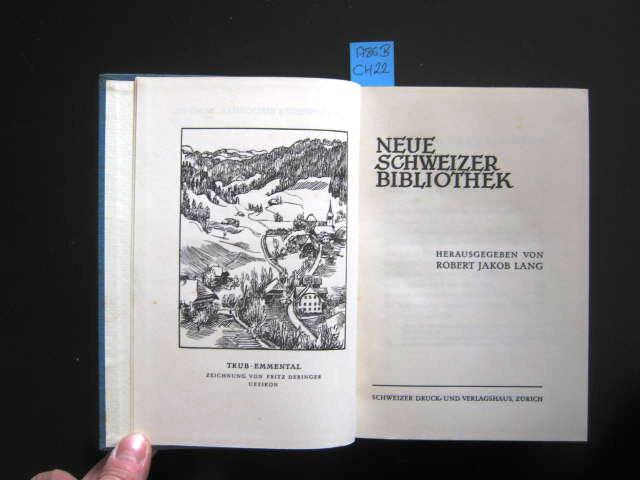 A86B
CH22
TRUB-EMMENTAL
ZEICHNUNG VON FRITZ DERINGER
UETIKON
NEUE
SCHWEIZER
BIBLIOTHEK
HERAUSGEGEBEN VON
ROBERT JAKOB LANG
SCHWEIZER DRUCK- UND VERLAGSHAUS, ZÜRICH